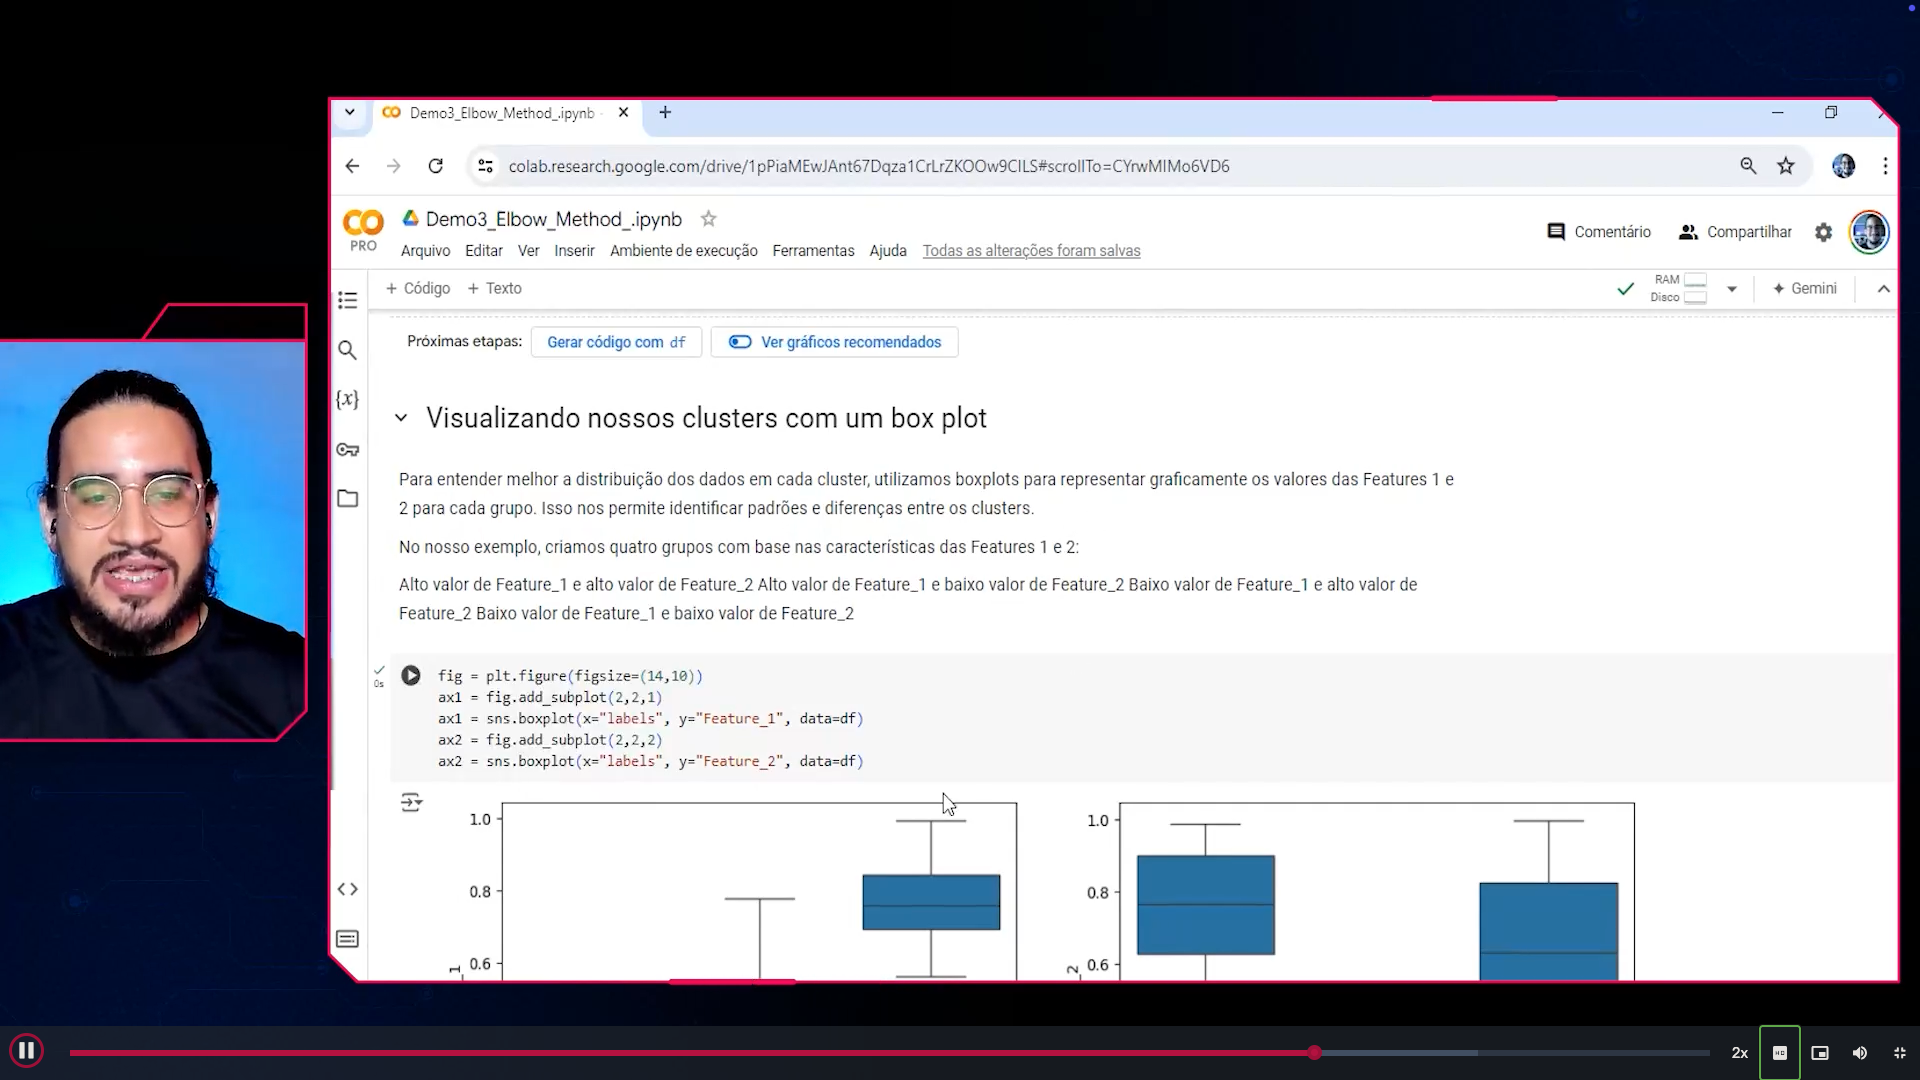 Demo3_Elbow_Method_.ipynb
colab.research.google.com/drive/1pPiaMEwJAnt67Dqza1CrLrZKOOw9CILS#scrollTo=CYrwMIMo6VD6
CO
PRO
Demo3_Elbow_Method_.ipynb
Arquivo Editar Ver Inserir Ambiente de execução Ferramentas Ajuda Todas as alterações foram salvas
Comentário Compartilhar
+ Código + Texto
RAM
Disco
Gemini
Próximas etapas: Gerar código com df Ver gráficos recomendados
{x}
Visualizando nossos clusters com um box plot
Para entender melhor a distribuição dos dados em cada cluster, utilizamos boxplots para representar graficamente os valores das Features 1 e
2 para cada grupo. Isso nos permite identificar padrões e diferenças entre os clusters.
No nosso exemplo, criamos quatro grupos com base nas características das Features 1 e 2:
Alto valor de Feature_1 e alto valor de Feature_2 Alto valor de Feature_1 e baixo valor de Feature_2 Baixo valor de Feature_1 e alto valor de
Feature_2 Baixo valor de Feature_1 e baixo valor de Feature_2
0s
fig = plt.figure(figsize=(14,10))
ax1 = fig.add_subplot(2,2,1)
ax1 = sns.boxplot(x="labels", y="Feature_1", data=df)
ax2 = fig.add_subplot(2,2,2)
ax2 = sns.boxplot(x="labels", y="Feature_2", data=df)
1.0
0.8
0.6
1
1.0
0.8
0.6
2
2x
HD